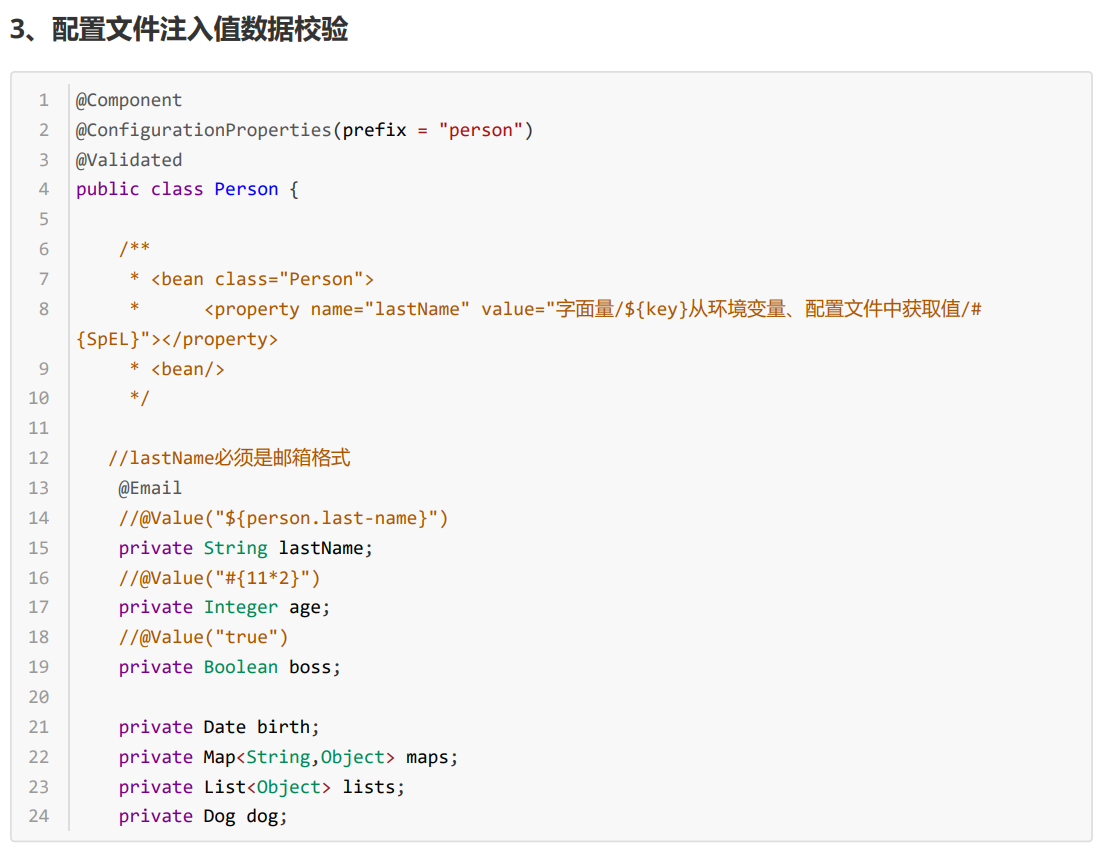 3、配置文件注入值数据校验
1 @Component
2 @ConfigurationProperties(prefix = "person")
3 @Validated
4 public class Person {
5
6     /**
7      * <bean class="Person">
8      *      <property name="lastName" value="字面量/${key}从环境变量、配置文件中获取值/#
{SpEL}"></property>
9      * <bean/>
10      */
11
12    //lastName必须是邮箱格式
13     @Email
14     //@Value("${person.last-name}")
15     private String lastName;
16     //@Value("#{11*2}")
17     private Integer age;
18     //@Value("true")
19     private Boolean boss;
20
21     private Date birth;
22     private Map<String,Object> maps;
23     private List<Object> lists;
24     private Dog dog;